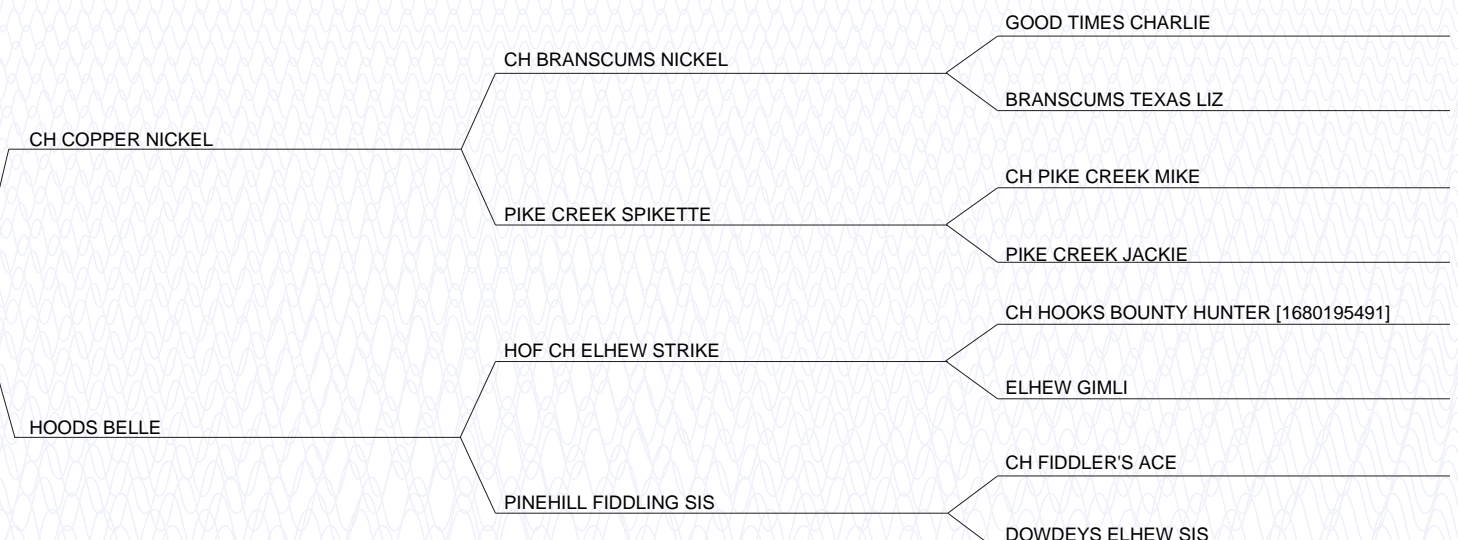 GOOD TIMES CHARLIE
CH BRANSCUMS NICKEL
BRANSCUMS TEXAS LIZ
CH COPPER NICKEL
CH PIKE CREEK MIKE
PIKE CREEK SPIKETTE
PIKE CREEK JACKIE
CH HOOKS BOUNTY HUNTER [1680195491]
HOF CH ELHEW STRIKE
ELHEW GIMLI
HOODS BELLE
CH FIDDLER'S ACE
PINEHILL FIDDLING SIS
DOWDEYS ELHEW SIS